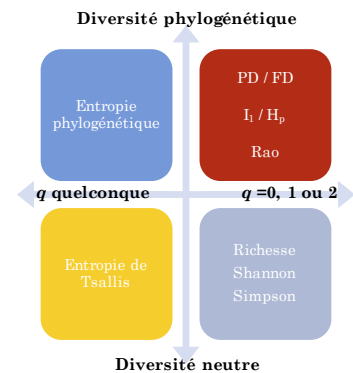 Diversité phylogénétique
Entropie
phylogénétique
PD / FD
I₁ / Hₚ
Rao
q quelconque
q =0, 1 ou 2
Entropie de
Tsallis
Richesse
Shannon
Simpson
Diversité neutre